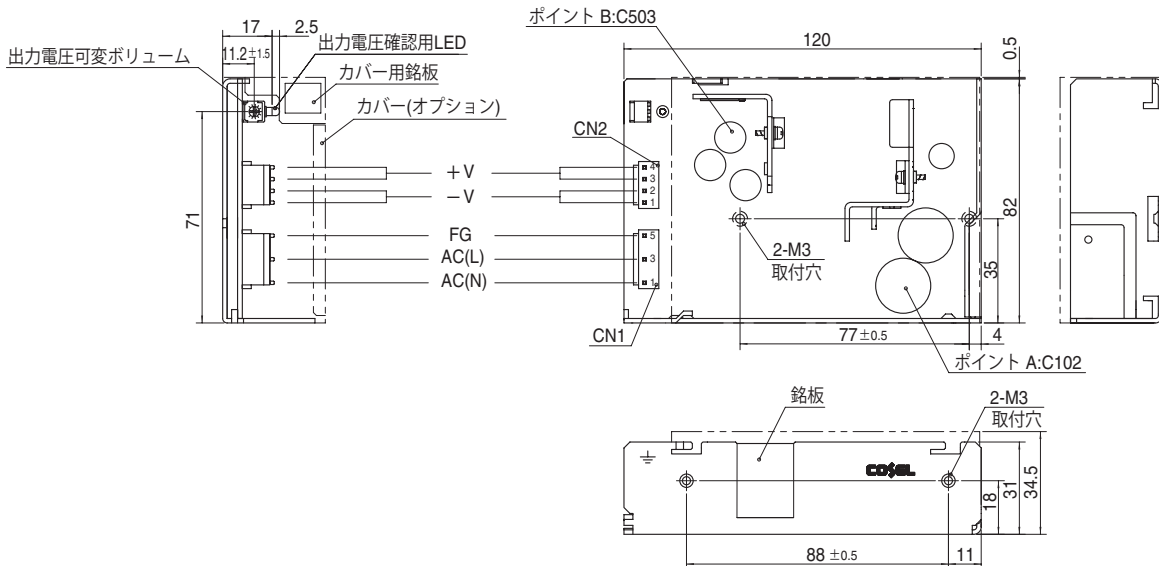 17
2.5
11.2±1.5
出力電圧可変ボリューム
出力電圧確認用LED
カバー用銘板
カバー(オプション)
71
+V
-V
FG
AC(L)
AC(N)
ポイント B:C503
120
0.5
CN2
4
3
2
1
5
3
1
CN1
2-M3
取付穴
82
35
77±0.5
4
ポイント A:C102
銘板
2-M3
取付穴
COSEL
18
31
34.5
88±0.5
11